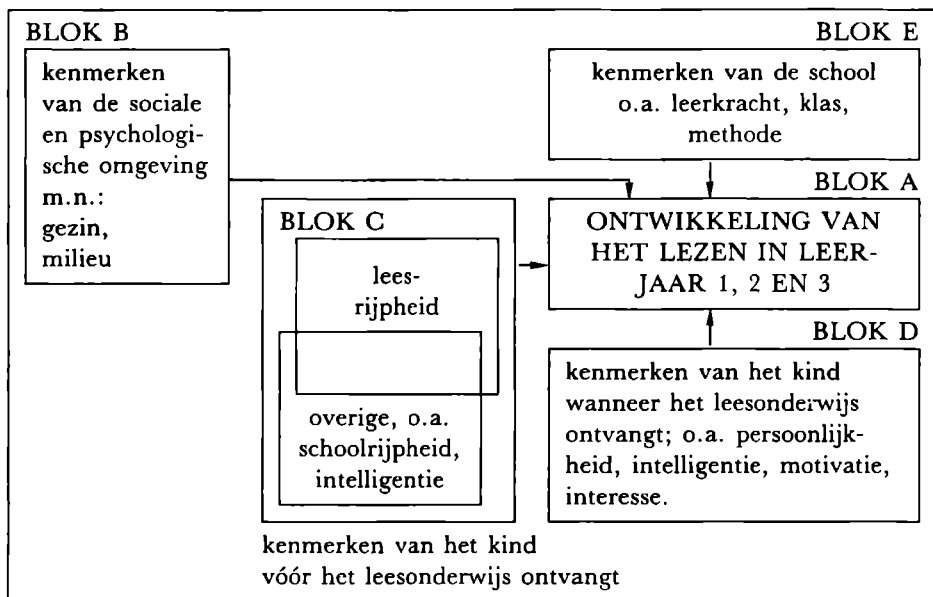 BLOK B
kenmerken
van de sociale
en psychologi-
sche omgeving
m.n.:
gezin,
milieu
BLOK E
kenmerken van de school
o.a. leerkracht, klas,
methode
BLOK A
ONTWIKKELING VAN
HET LEZEN IN LEER-
JAAR 1, 2 EN 3
BLOK C
lees-
rijpheid
overige, o.a.
schoolrijpheid,
intelligentie
kenmerken van het kind
vóór het leesonderwijs ontvangt
BLOK D
kenmerken van het kind
wanneer het leesonderwijs
ontvangt; o.a. persoonlijk-
heid, intelligentie, motivatie,
interesse.